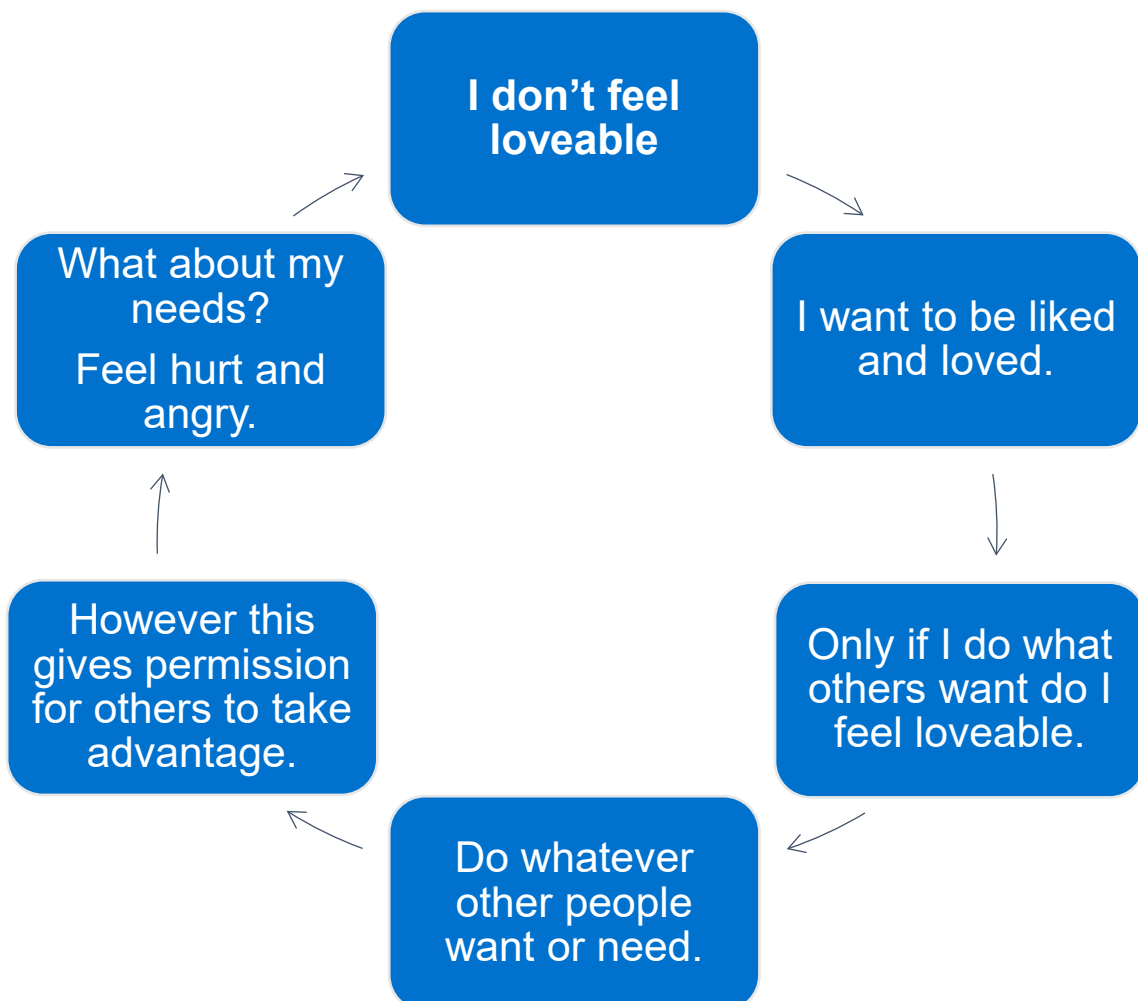 I don’t feel
loveable
I want to be liked
and loved.
Only if I do what
others want do I
feel loveable.
Do whatever
other people
want or need.
However this
gives permission
for others to take
advantage.
What about my
needs?
Feel hurt and
angry.